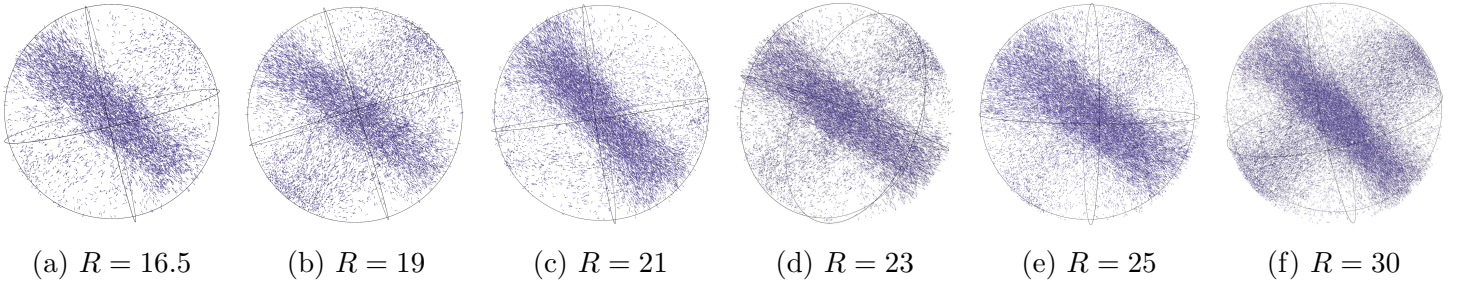 (a) R = 16.5 (b) R = 19 (c) R = 21 (d) R = 23 (e) R = 25 (f) R = 30